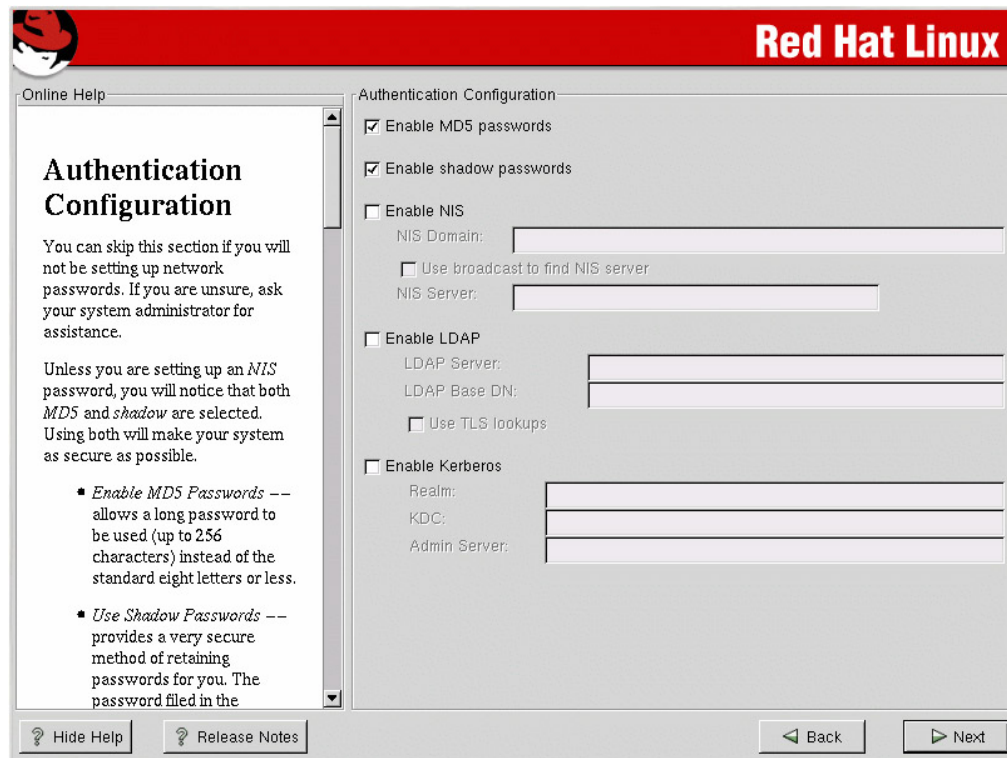 Red Hat Linux
Online Help
Authentication
Configuration
You can skip this section if you will
not be setting up network
passwords. If you are unsure, ask
your system administrator for
assistance.
Unless you are setting up an NIS
password, you will notice that both
MD5 and shadow are selected.
Using both will make your system
as secure as possible.
Enable MD5 Passwords --
allows a long password to
be used (up to 256
characters) instead of the
standard eight letters or less.
Use Shadow Passwords --
provides a very secure
method of retaining
passwords for you. The
password filed in the
Authentication Configuration
Enable MD5 passwords
Enable shadow passwords
Enable NIS
NIS Domain:
Use broadcast to find NIS server
NIS Server:
Enable LDAP
LDAP Server:
LDAP Base DN:
Use TLS lookups
Enable Kerberos
Realm:
KDC:
Admin Server:
Hide Help
Release Notes
Back
Next